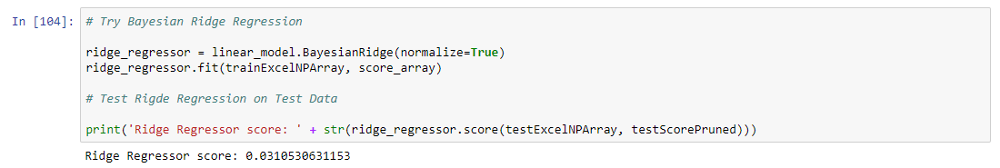 In [104]: # Try Bayesian Ridge Regression
ridge_regressor = linear_model.BayesianRidge(normalize=True)
ridge_regressor.fit(trainExcelNPArray, score_array)
# Test Rigde Regression on Test Data
print('Ridge Regressor score: ' + str(ridge_regressor.score(testExcelNPArray, testScorePruned)))
Ridge Regressor score: 0.0310530631153